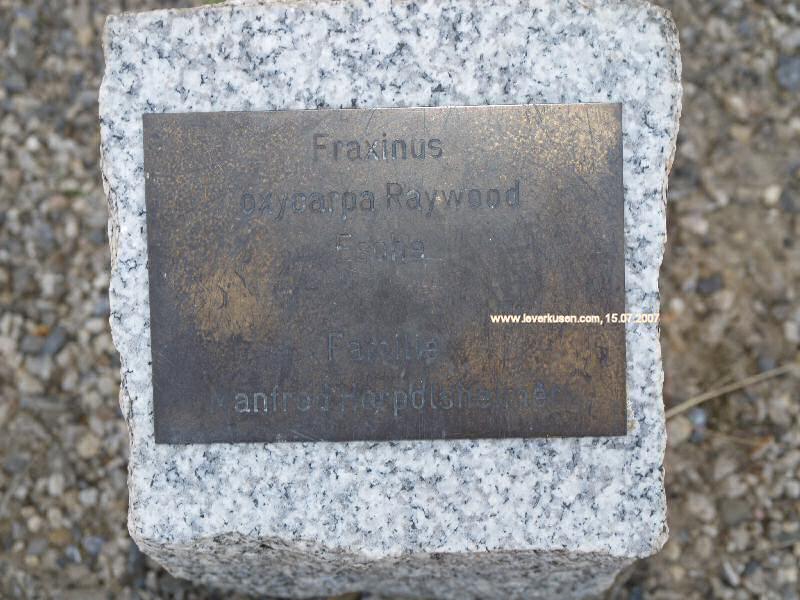 Fraxinus
oxycarpa Raywood
Esche
www.leverkusen.com, 15.07.2007
Familie
Manfred